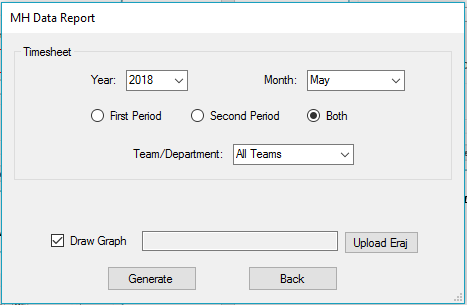 MH Data Report
Timesheet
Year: 2018 Month: May
First Period Second Period Both
Team/Department: All Teams
Draw Graph Upload Eraj
Generate Back